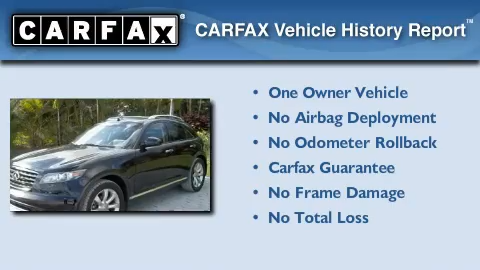 CARFAX® CARFAX Vehicle History Report™
• One Owner Vehicle
• No Airbag Deployment
• No Odometer Rollback
• Carfax Guarantee
• No Frame Damage
• No Total Loss